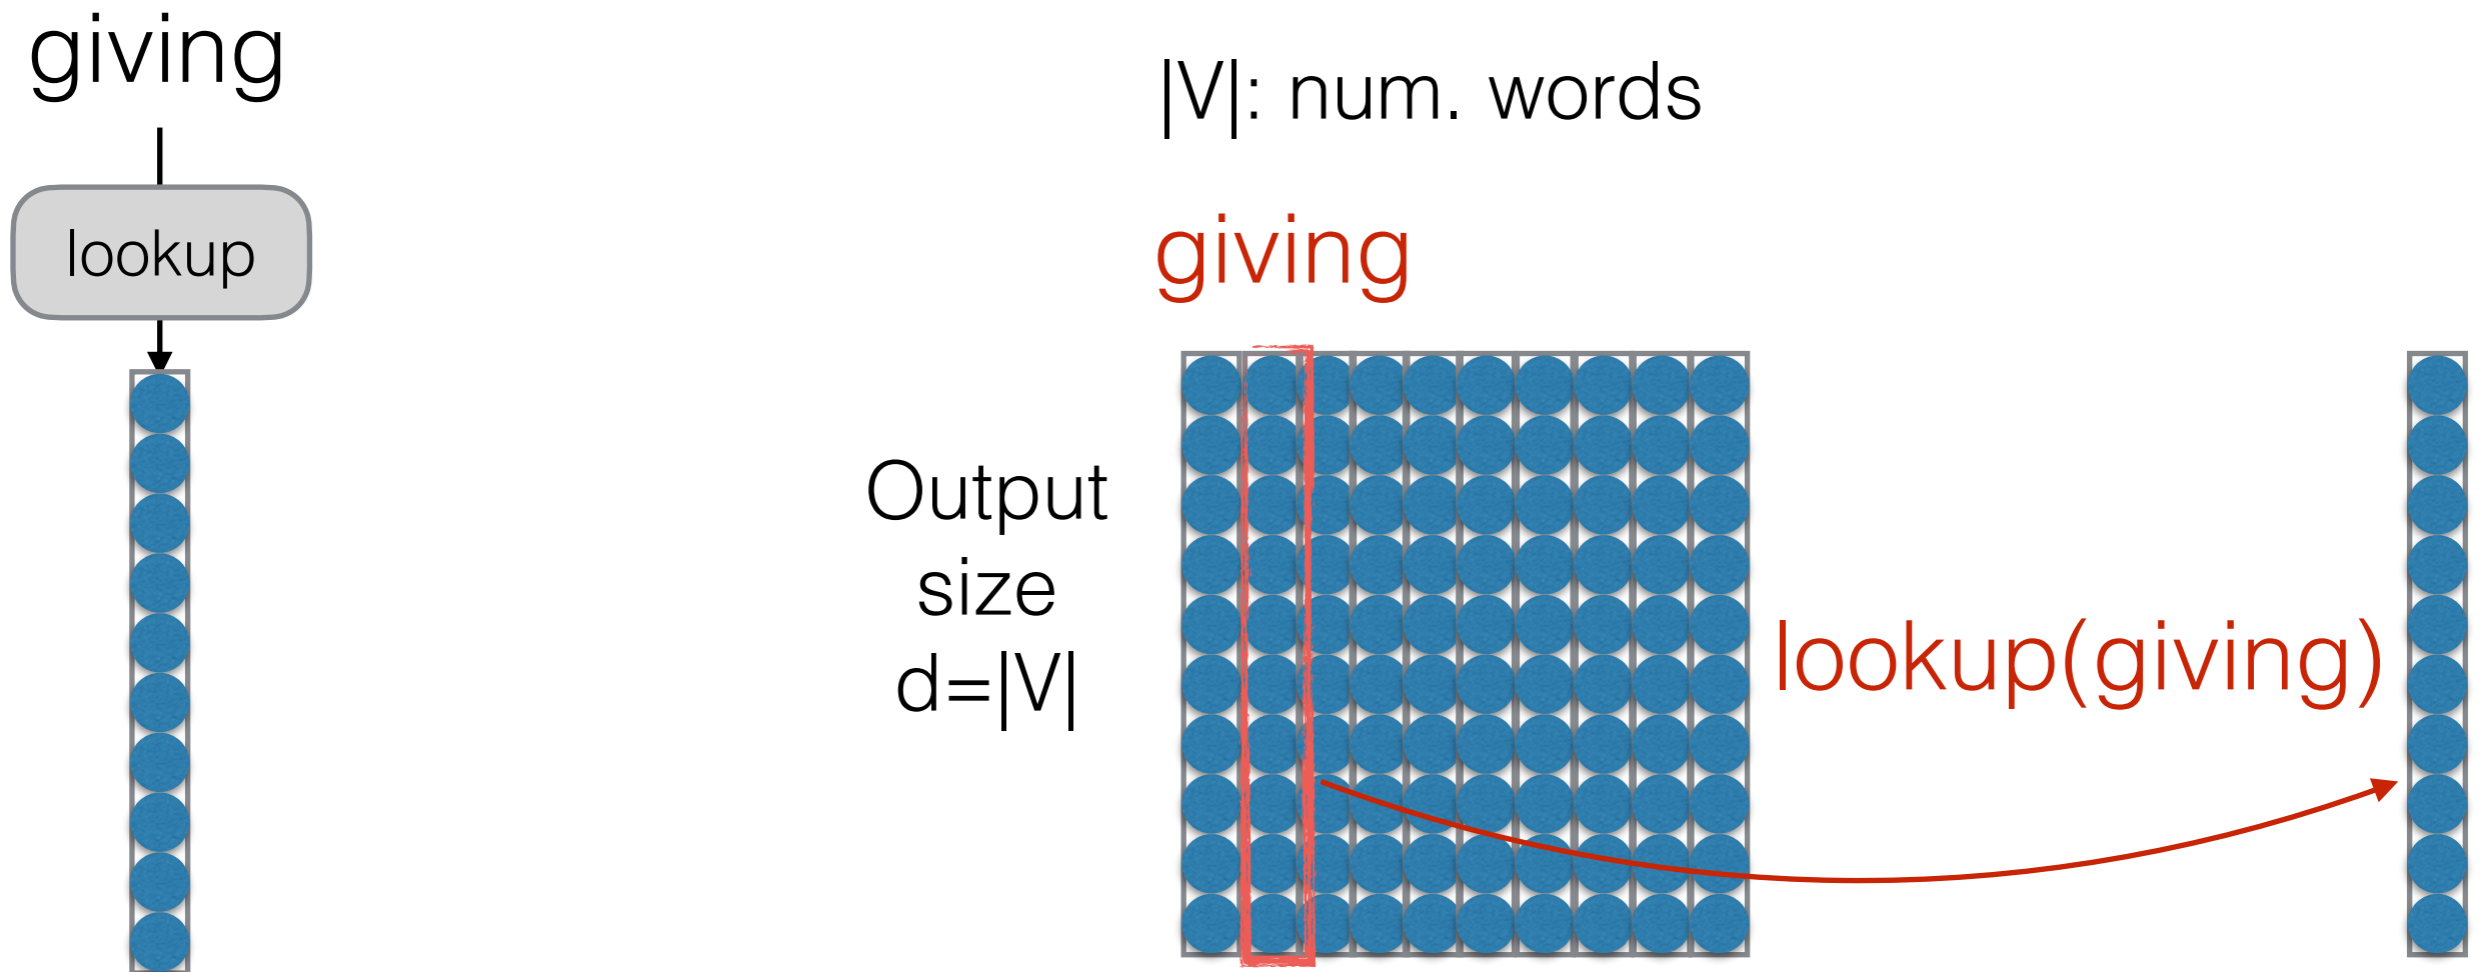 giving
lookup
|V|: num. words
giving
Output
size
d=|V|
lookup(giving)